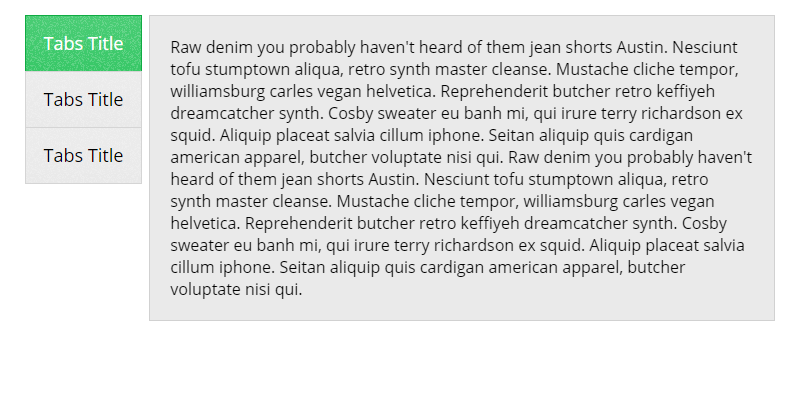 Tabs Title
Tabs Title
Tabs Title
Raw denim you probably haven't heard of them jean shorts Austin. Nesciunt
tofu stumptown aliqua, retro synth master cleanse. Mustache cliche tempor,
williamsburg carles vegan helvetica. Reprehenderit butcher retro keffiyeh
dreamcatcher synth. Cosby sweater eu banh mi, qui irure terry richardson ex
squid. Aliquip placeat salvia cillum iphone. Seitan aliquip quis cardigan
american apparel, butcher voluptate nisi qui. Raw denim you probably haven't
heard of them jean shorts Austin. Nesciunt tofu stumptown aliqua, retro
synth master cleanse. Mustache cliche tempor, williamsburg carles vegan
helvetica. Reprehenderit butcher retro keffiyeh dreamcatcher synth. Cosby
sweater eu banh mi, qui irure terry richardson ex squid. Aliquip placeat salvia
cillum iphone. Seitan aliquip quis cardigan american apparel, butcher
voluptate nisi qui.